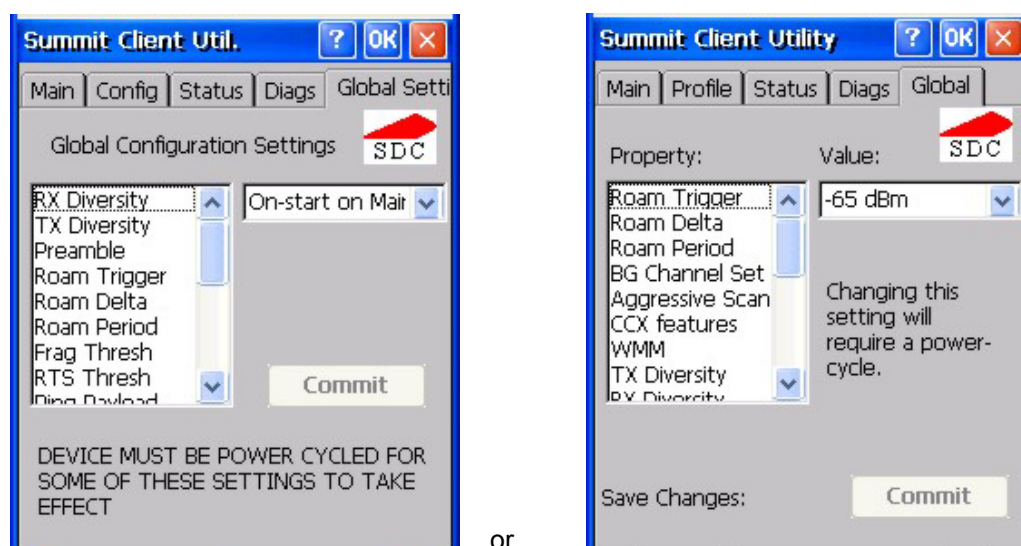 Summit Client Util. ? OK
Main Config Status Diags Global Setti
Global Configuration Settings SDC
RX Diversity
On-start on Mair
TX Diversity
Preamble
Roam Trigger
Roam Delta
Roam Period
Frag Thresh
RTS Thresh
Ping Payload
Commit
DEVICE MUST BE POWER CYCLED FOR
SOME OF THESE SETTINGS TO TAKE
EFFECT
or
Summit Client Utility ? OK
Main Profile Status Diags Global
SDC
Property: Value:
Roam Trigger
-65 dBm
Roam Delta
Roam Period
BG Channel Set
Aggressive Scan
CCX features
WMM
TX Diversity
RX Diversity
Changing this
setting will
require a power-
cycle.
Save Changes: Commit